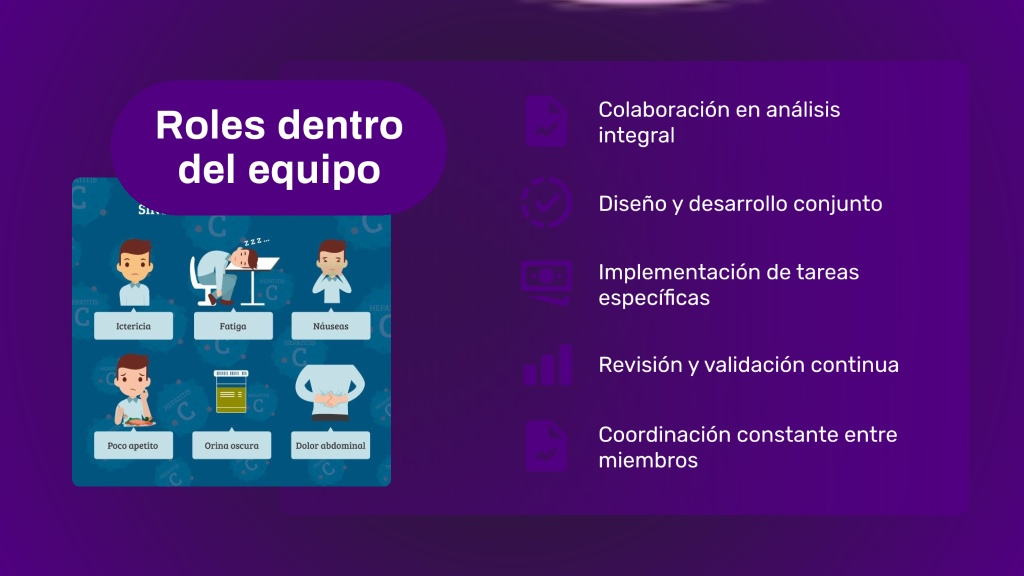 Roles dentro
del equipo
Colaboración en análisis
integral
Diseño y desarrollo conjunto
Implementación de tareas
específicas
Revisión y validación continua
Coordinación constante entre
miembros
zzz...
Ictericia
Fatiga
Náuseas
Poco apetito
Orina oscura
Dolor abdominal